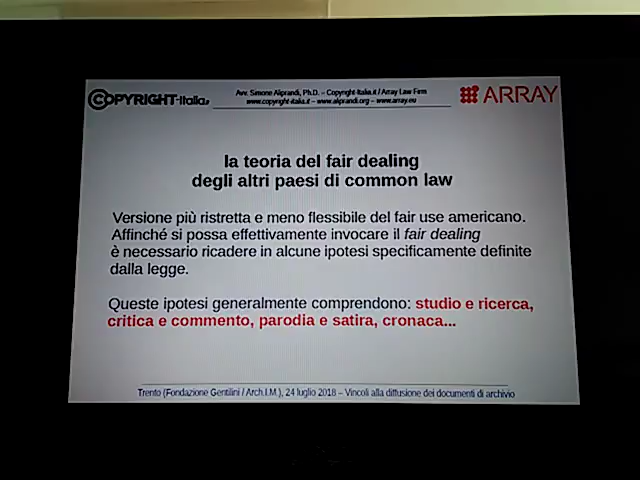 COPYRIGHT-Italia.it
Avv. Simone Aliprandi, Ph.D. – Copyright-Italia.it / Array Law Firm
www.copyright-italia.it – www.aliprandi.org – www.array.eu
ARRAY
la teoria del fair dealing
degli altri paesi di common law
Versione più ristretta e meno flessibile del fair use americano.
Affinché si possa effettivamente invocare il fair dealing
è necessario ricadere in alcune ipotesi specificamente definite
dalla legge.
Queste ipotesi generalmente comprendono: studio e ricerca,
critica e commento, parodia e satira, cronaca...
Trento (Fondazione Gentilini / Arch.I.M.), 24 luglio 2018 – Vincoli alla diffusione dei documenti di archivio